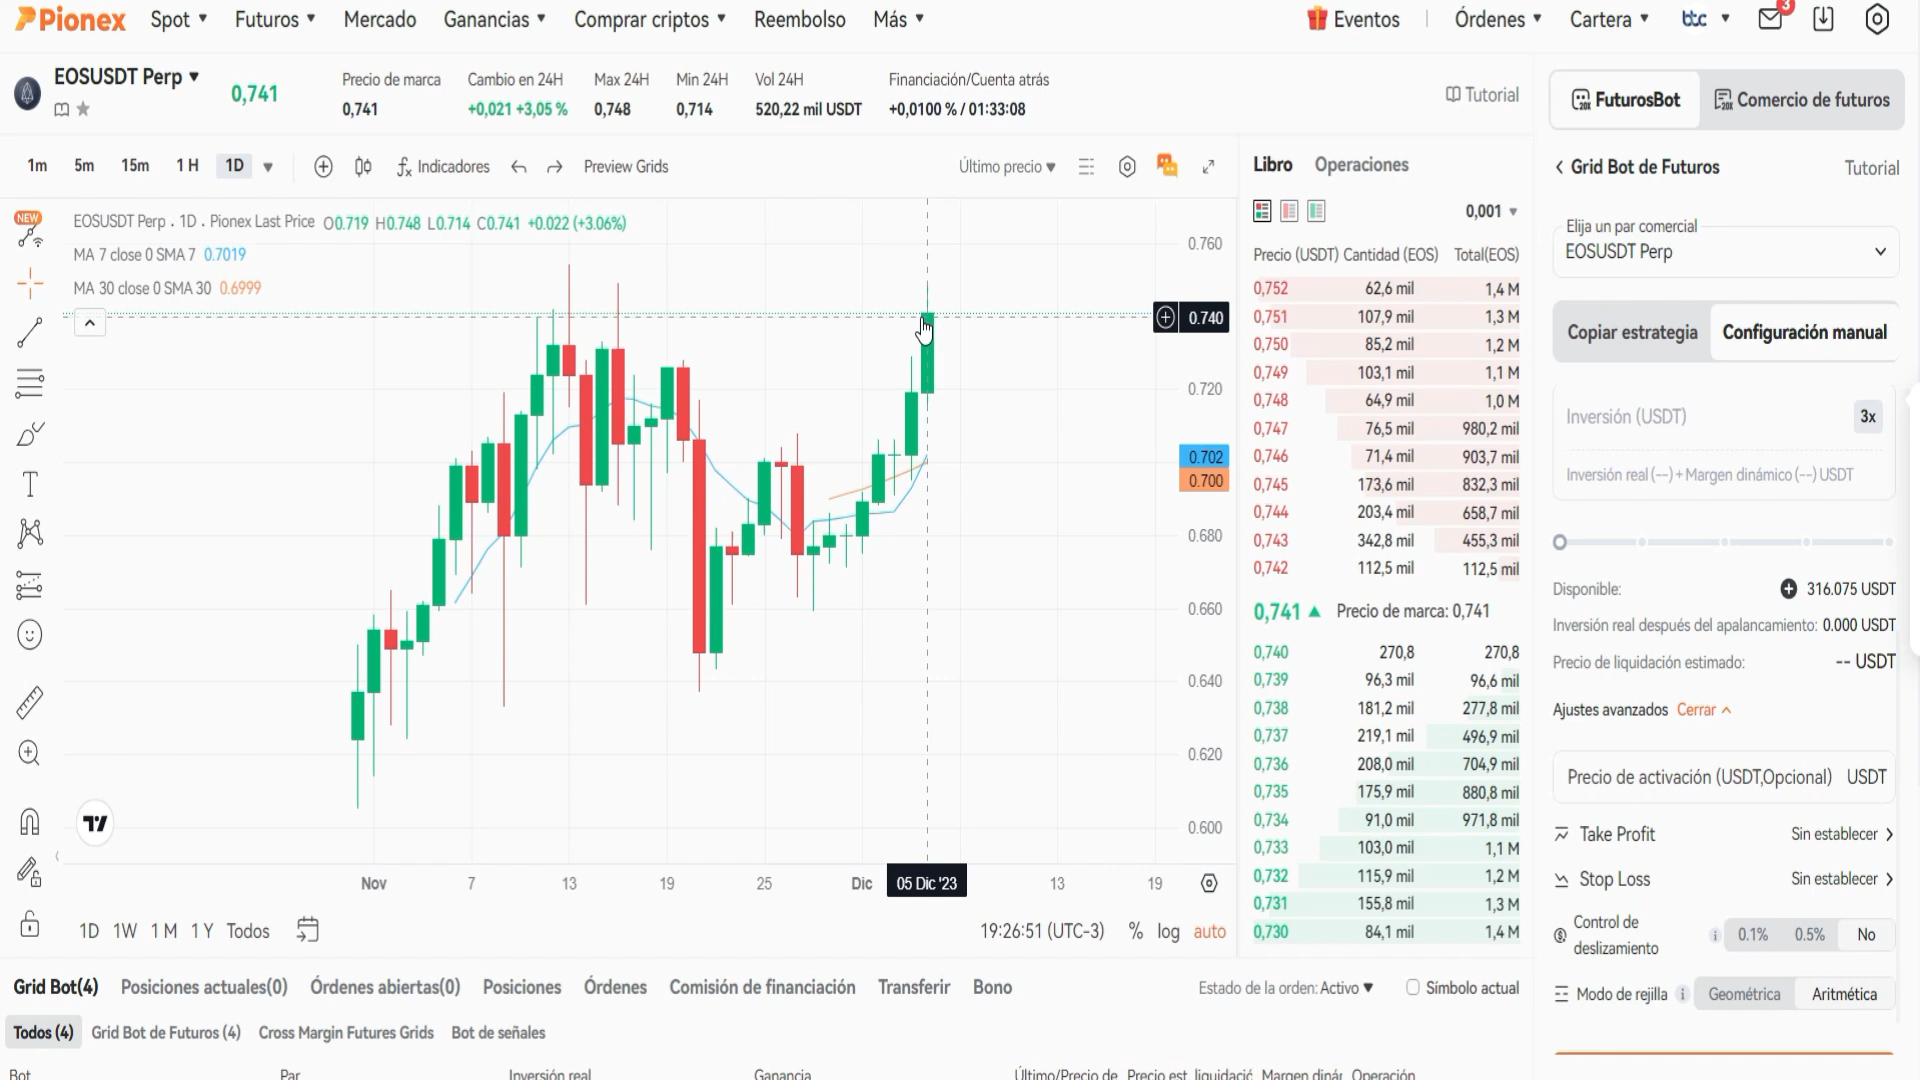 Pionex Spot Futuros Mercado Ganancias Comprar criptos Reembolso Más Eventos Órdenes Cartera btc 3
EOSUSDT Perp 0,741
Precio de marca Cambio en 24H Max 24H Min 24H Vol 24H Financiación/Cuenta atrás
0,741 +0,021 +3,05 % 0,748 0,714 520,22 mil USDT +0,0100 % / 01:33:08
Tutorial
1m 5m 15m 1 H 1D Indicadores Preview Grids Último precio
NEW
EOSUSDT Perp . 1D . Pionex Last Price O0.719 H0.748 L0.714 C0.741 +0.022 (+3.06%)
MA 7 close 0 SMA 7 0.7019
MA 30 close 0 SMA 30 0.6999
0.760
0.740
0.720
0.702
0.700
0.680
0.660
0.640
0.620
0.600
Nov 7 13 19 25 Dic 05 Dic '23 13 19
1D 1W 1 M 1 Y Todos 19:26:51 (UTC-3) % log auto
Libro Operaciones
0,001
Precio (USDT) Cantidad (EOS) Total(EOS)
0,752 62,6 mil 1,4 M
0,751 107,9 mil 1,3 M
0,750 85,2 mil 1,2 M
0,749 103,1 mil 1,1 M
0,748 64,9 mil 1,0 M
0,747 76,5 mil 980,2 mil
0,746 71,4 mil 903,7 mil
0,745 173,6 mil 832,3 mil
0,744 203,4 mil 658,7 mil
0,743 342,8 mil 455,3 mil
0,742 112,5 mil 112,5 mil
0,741 Precio de marca: 0,741
0,740 270,8 270,8
0,739 96,3 mil 96,6 mil
0,738 181,2 mil 277,8 mil
0,737 219,1 mil 496,9 mil
0,736 208,0 mil 704,9 mil
0,735 175,9 mil 880,8 mil
0,734 91,0 mil 971,8 mil
0,733 103,0 mil 1,1 M
0,732 115,9 mil 1,2 M
0,731 155,8 mil 1,3 M
0,730 84,1 mil 1,4 M
FuturosBot Comercio de futuros
Grid Bot de Futuros Tutorial
Elija un par comercial
EOSUSDT Perp
Copiar estrategia Configuración manual
Inversión (USDT) 3x
Inversión real (--) + Margen dinámico (--) USDT
Disponible: 316.075 USDT
Inversión real después del apalancamiento: 0.000 USDT
Precio de liquidación estimado: -- USDT
Ajustes avanzados Cerrar
Precio de activación (USDT,Opcional) USDT
Take Profit Sin establecer
Stop Loss Sin establecer
Control de
deslizamiento 0.1% 0.5% No
Modo de rejilla Geométrica Aritmética
Grid Bot(4) Posiciones actuales(0) Órdenes abiertas(0) Posiciones Órdenes Comisión de financiación Transferir Bono Estado de la orden: Activo Símbolo actual
Todos (4) Grid Bot de Futuros (4) Cross Margin Futures Grids Bot de señales
Bot Par Inversión real Ganancia Último/Precio de Precio est. liquidació Margen dinár Operación